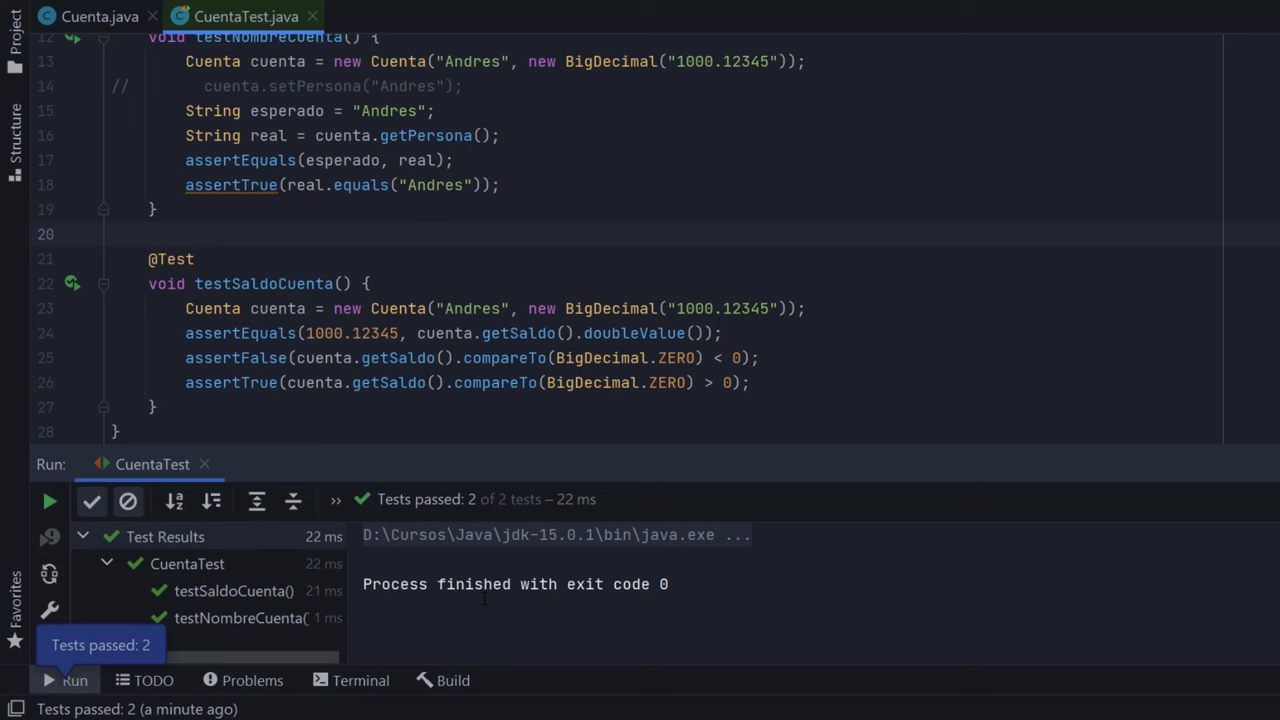 Project
Structure
Favorites
Cuenta.java
CuentaTest.java
12 void testNombreCuenta() {
13 Cuenta cuenta = new Cuenta("Andres", new BigDecimal("1000.12345"));
14 // cuenta.setPersona("Andres");
15 String esperado = "Andres";
16 String real = cuenta.getPersona();
17 assertEquals(esperado, real);
18 assertTrue(real.equals("Andres"));
19 }
20
21 @Test
22 void testSaldoCuenta() {
23 Cuenta cuenta = new Cuenta("Andres", new BigDecimal("1000.12345"));
24 assertEquals(1000.12345, cuenta.getSaldo().doubleValue());
25 assertFalse(cuenta.getSaldo().compareTo(BigDecimal.ZERO) < 0);
26 assertTrue(cuenta.getSaldo().compareTo(BigDecimal.ZERO) > 0);
27 }
28 }
Run: CuentaTest
Tests passed: 2 of 2 tests – 22 ms
Test Results 22 ms
CuentaTest 22 ms
testSaldoCuenta() 21 ms
testNombreCuenta( 1 ms
D:\Cursos\Java\jdk-15.0.1\bin\java.exe ...
Process finished with exit code 0
Tests passed: 2
Run TODO Problems Terminal Build
Tests passed: 2 (a minute ago)